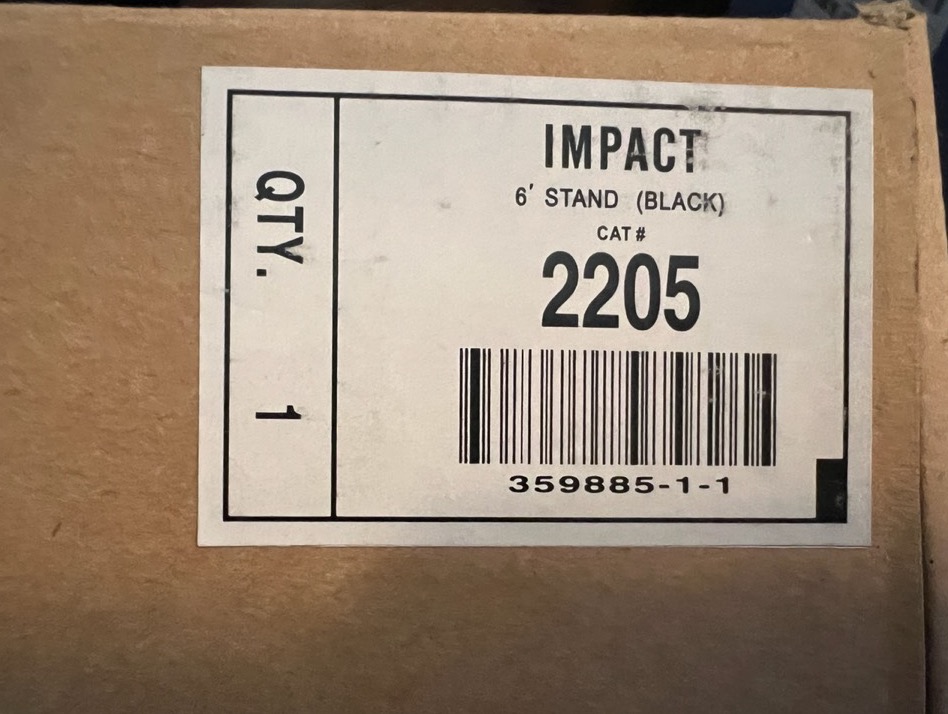 IMPACT
6' STAND (BLACK)
CAT #
2205
359885-1-1
QTY. 1